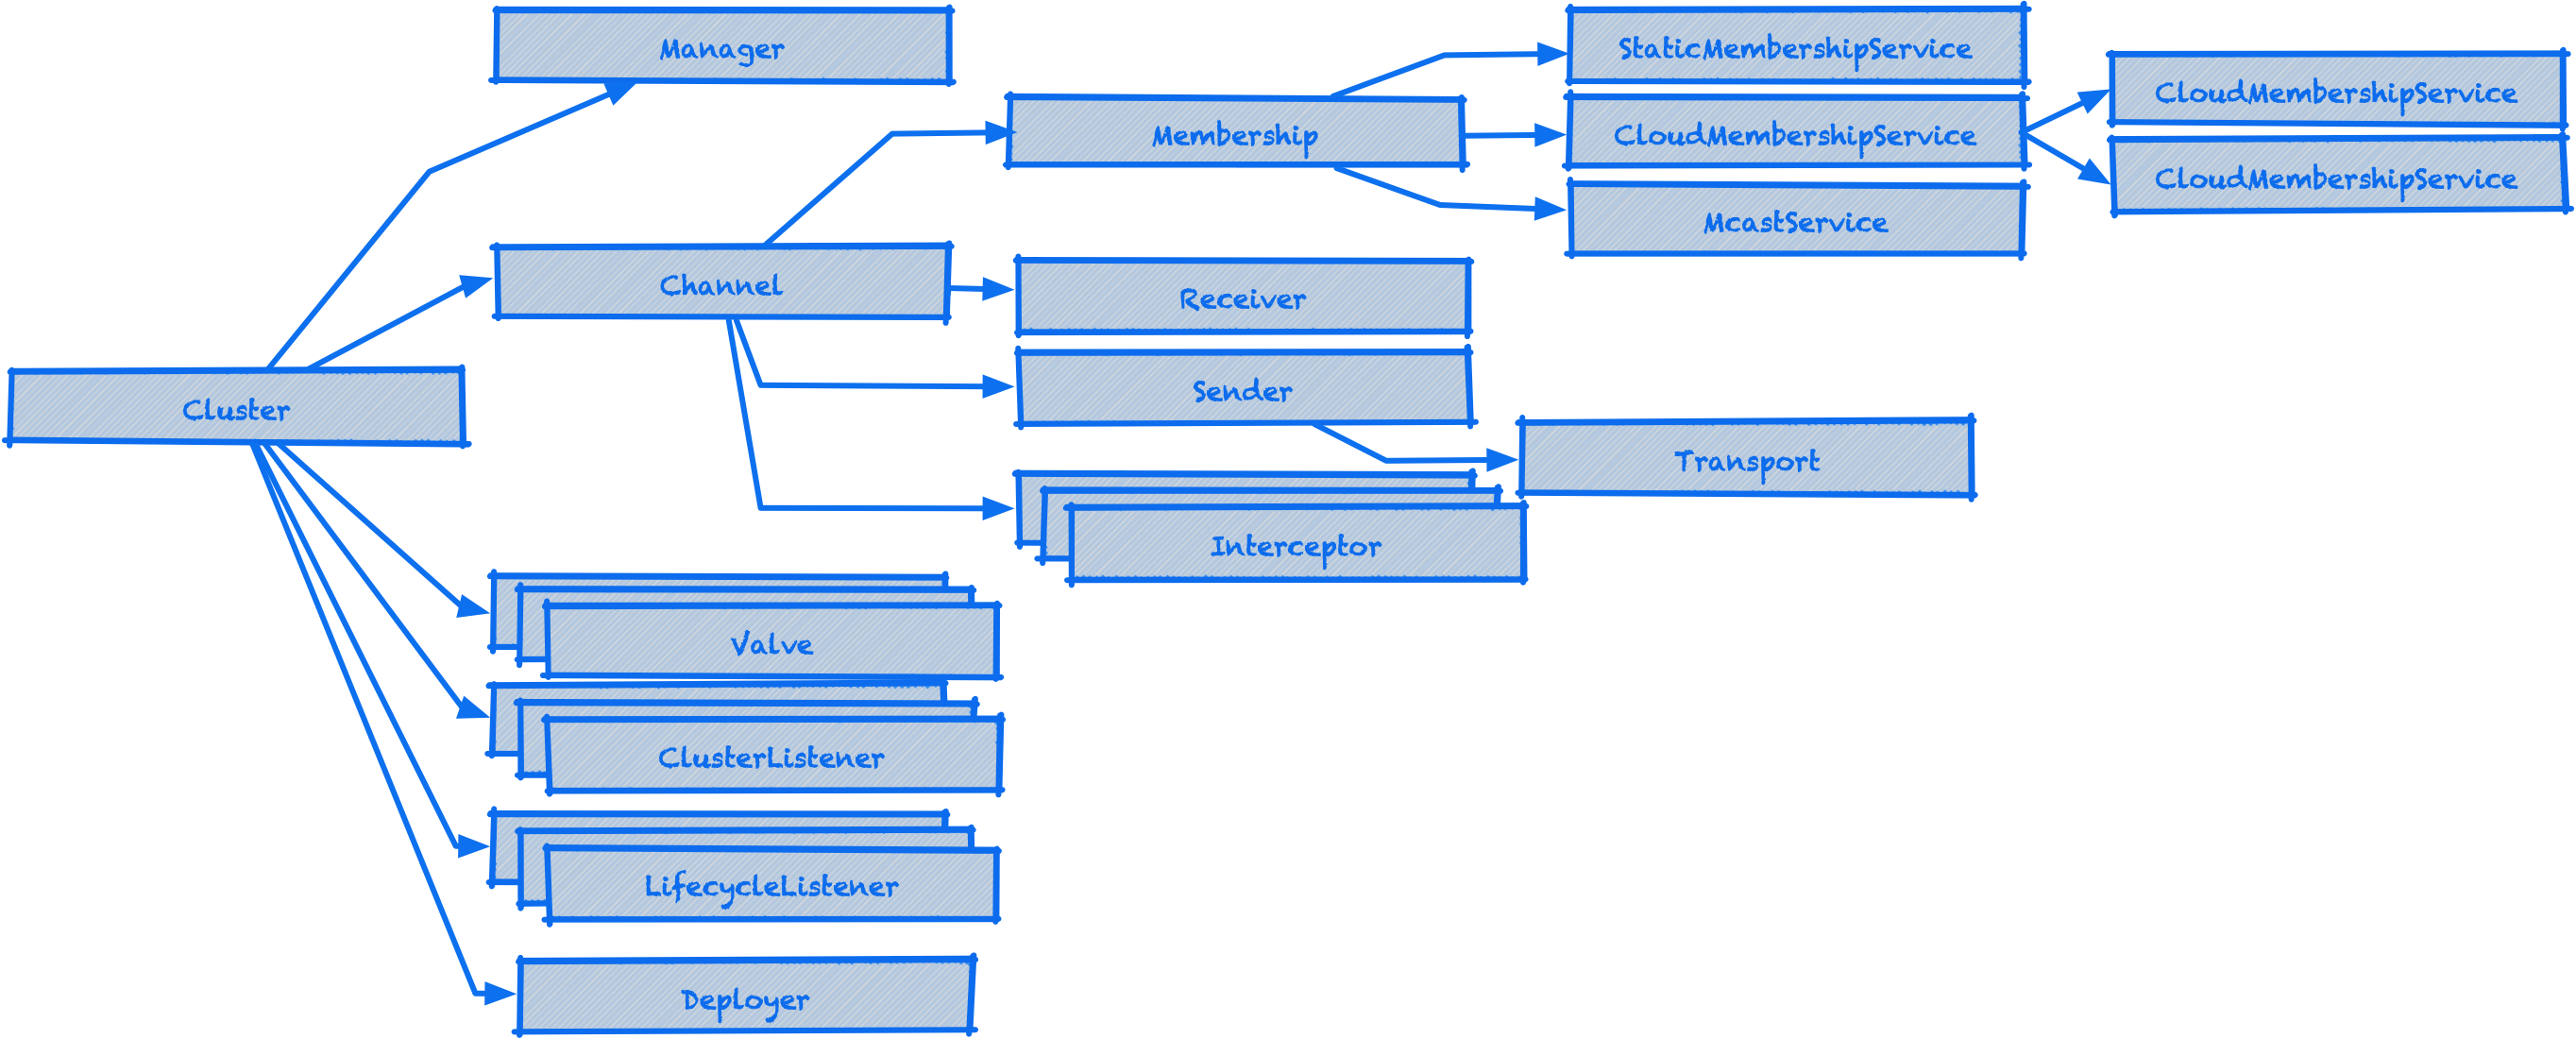 Manager
StaticMembershipService
CloudMembershipService
Membership
CloudMembershipService
CloudMembershipService
McastService
Channel
Receiver
Sender
Cluster
Transport
Interceptor
Valve
ClusterListener
LifecycleListener
Deployer